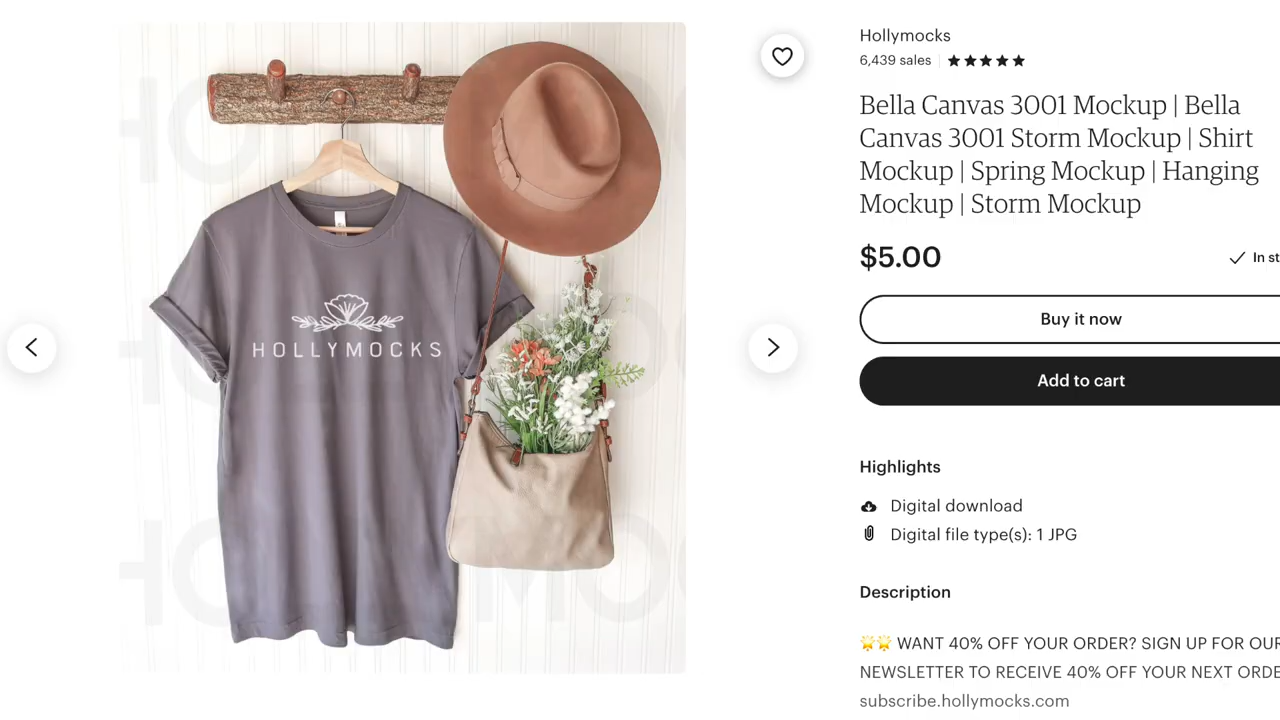 HOLLYMOCKS
Hollymocks
6,439 sales
Bella Canvas 3001 Mockup | Bella
Canvas 3001 Storm Mockup | Shirt
Mockup | Spring Mockup | Hanging
Mockup | Storm Mockup
$5.00
In st
Buy it now
Add to cart
Highlights
Digital download
Digital file type(s): 1 JPG
Description
🌟🌟 WANT 40% OFF YOUR ORDER? SIGN UP FOR OUR
NEWSLETTER TO RECEIVE 40% OFF YOUR NEXT ORDE
subscribe.hollymocks.com